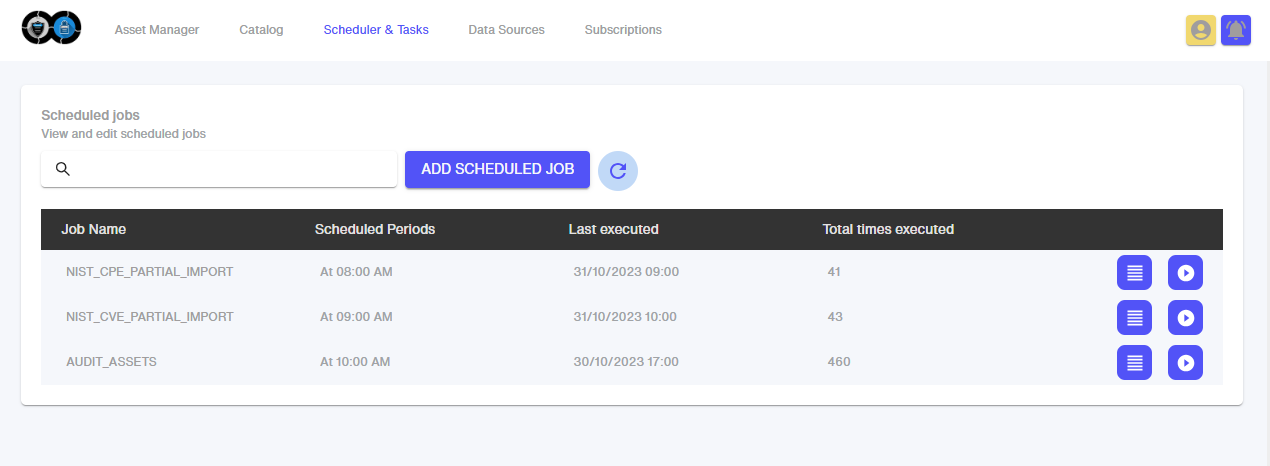 Asset Manager Catalog Scheduler & Tasks Data Sources Subscriptions
Scheduled jobs
View and edit scheduled jobs
ADD SCHEDULED JOB
Job Name Scheduled Periods Last executed Total times executed
NIST_CPE_PARTIAL_IMPORT At 08:00 AM 31/10/2023 09:00 41
NIST_CVE_PARTIAL_IMPORT At 09:00 AM 31/10/2023 10:00 43
AUDIT_ASSETS At 10:00 AM 30/10/2023 17:00 460